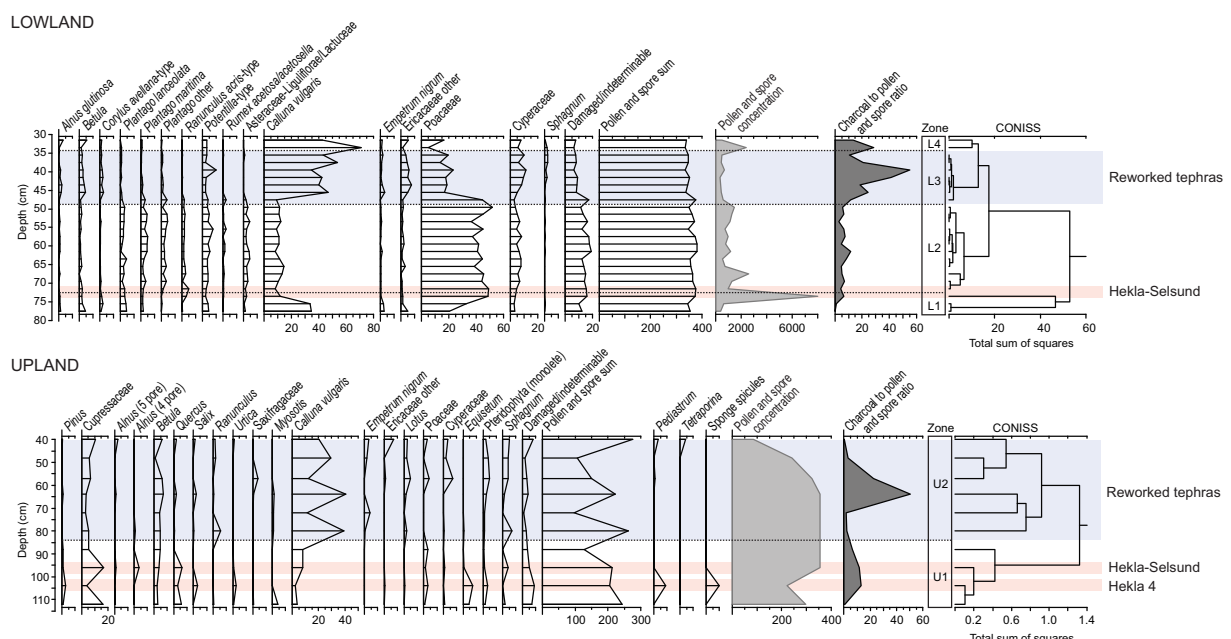 LOWLAND
Alnus glutinosa
Betula
Corylus avellana-type
Plantago lanceolata
Plantago maritima
Plantago other
Ranunculus acris-type
Potentilla-type
Rumex acetosa/acetosella
Asteraceae-Liguliflorae/Lactuceae
Calluna vulgaris
Empetrum nigrum
Ericacaeae other
Poaceaeae
Cyperaceae
Sphagnum
Damaged/indeterminable
Pollen and spore sum
Pollen and spore
concentration
Charcoal to pollen
and spore ratio
Zone
CONISS
30
35
40
45
50
55
60
65
70
75
80
Depth (cm)
L4
L3
L2
L1
Reworked tephras
Hekla-Selsund
20 40 60 80
20 40 60
20
20
200 400
2000 6000
20 40 60
20 40 60
Total sum of squares
UPLAND
Pinus
Cupressaceae
Alnus (5 pore)
Alnus (4 pore)
Betula
Quercus
Salix
Ranunculus
Urtica
Saxifragaceae
Myosotis
Calluna vulgaris
Empetrum nigrum
Ericaceae other
Lotus
Poaceae
Cyperaceae
Equisetum
Pteridophyta (monolete)
Sphagnum
Damaged/indeterminable
Pollen and spore sum
Pediastrum
Tetraporina
Sponge spicules
Pollen and spore
concentration
Charcoal to pollen
and spore ratio
Zone
CONISS
40
50
60
70
80
90
100
110
Depth (cm)
U2
U1
Reworked tephras
Hekla-Selsund
Hekla 4
20
20 40
100 200 300
400
20 40 60
0.2 0.6 1.0 1.4
Total sum of squares